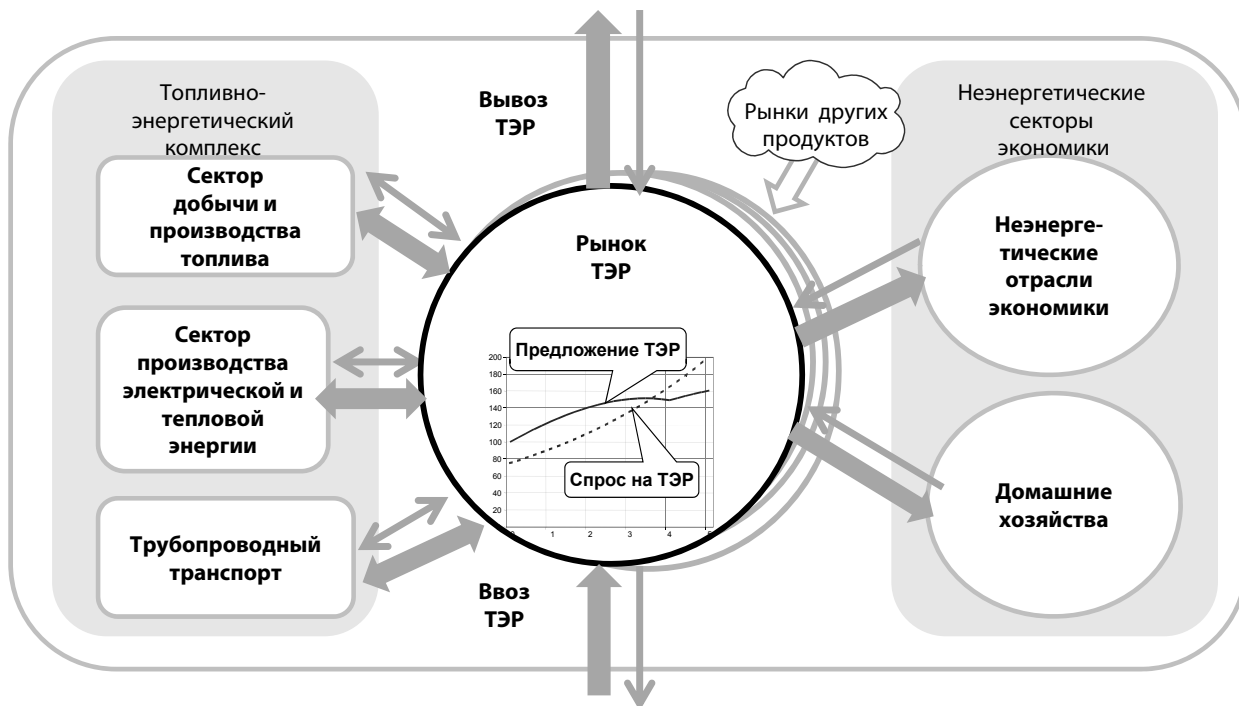 Топливно-
энергетический
комплекс
Сектор
добычи и
производства
топлива
Сектор
производства
электрической и
тепловой
энергии
Трубопроводный
транспорт
Вывоз
ТЭР
Рынок
ТЭР
Предложение ТЭР
200
180
160
140
120
100
80
60
40
20
Спрос на ТЭР
0 1 2 3 4 5
Ввоз
ТЭР
Рынки других
продуктов
Неэнергетические
секторы
экономики
Неэнерге-
тические
отрасли
экономики
Домашние
хозяйства